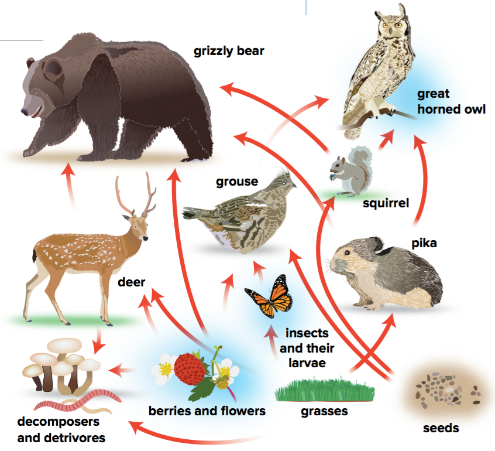 grizzly bear
great
horned owl
grouse
squirrel
pika
deer
insects
and their
larvae
berries and flowers
grasses
decomposers
and detrivores
seeds